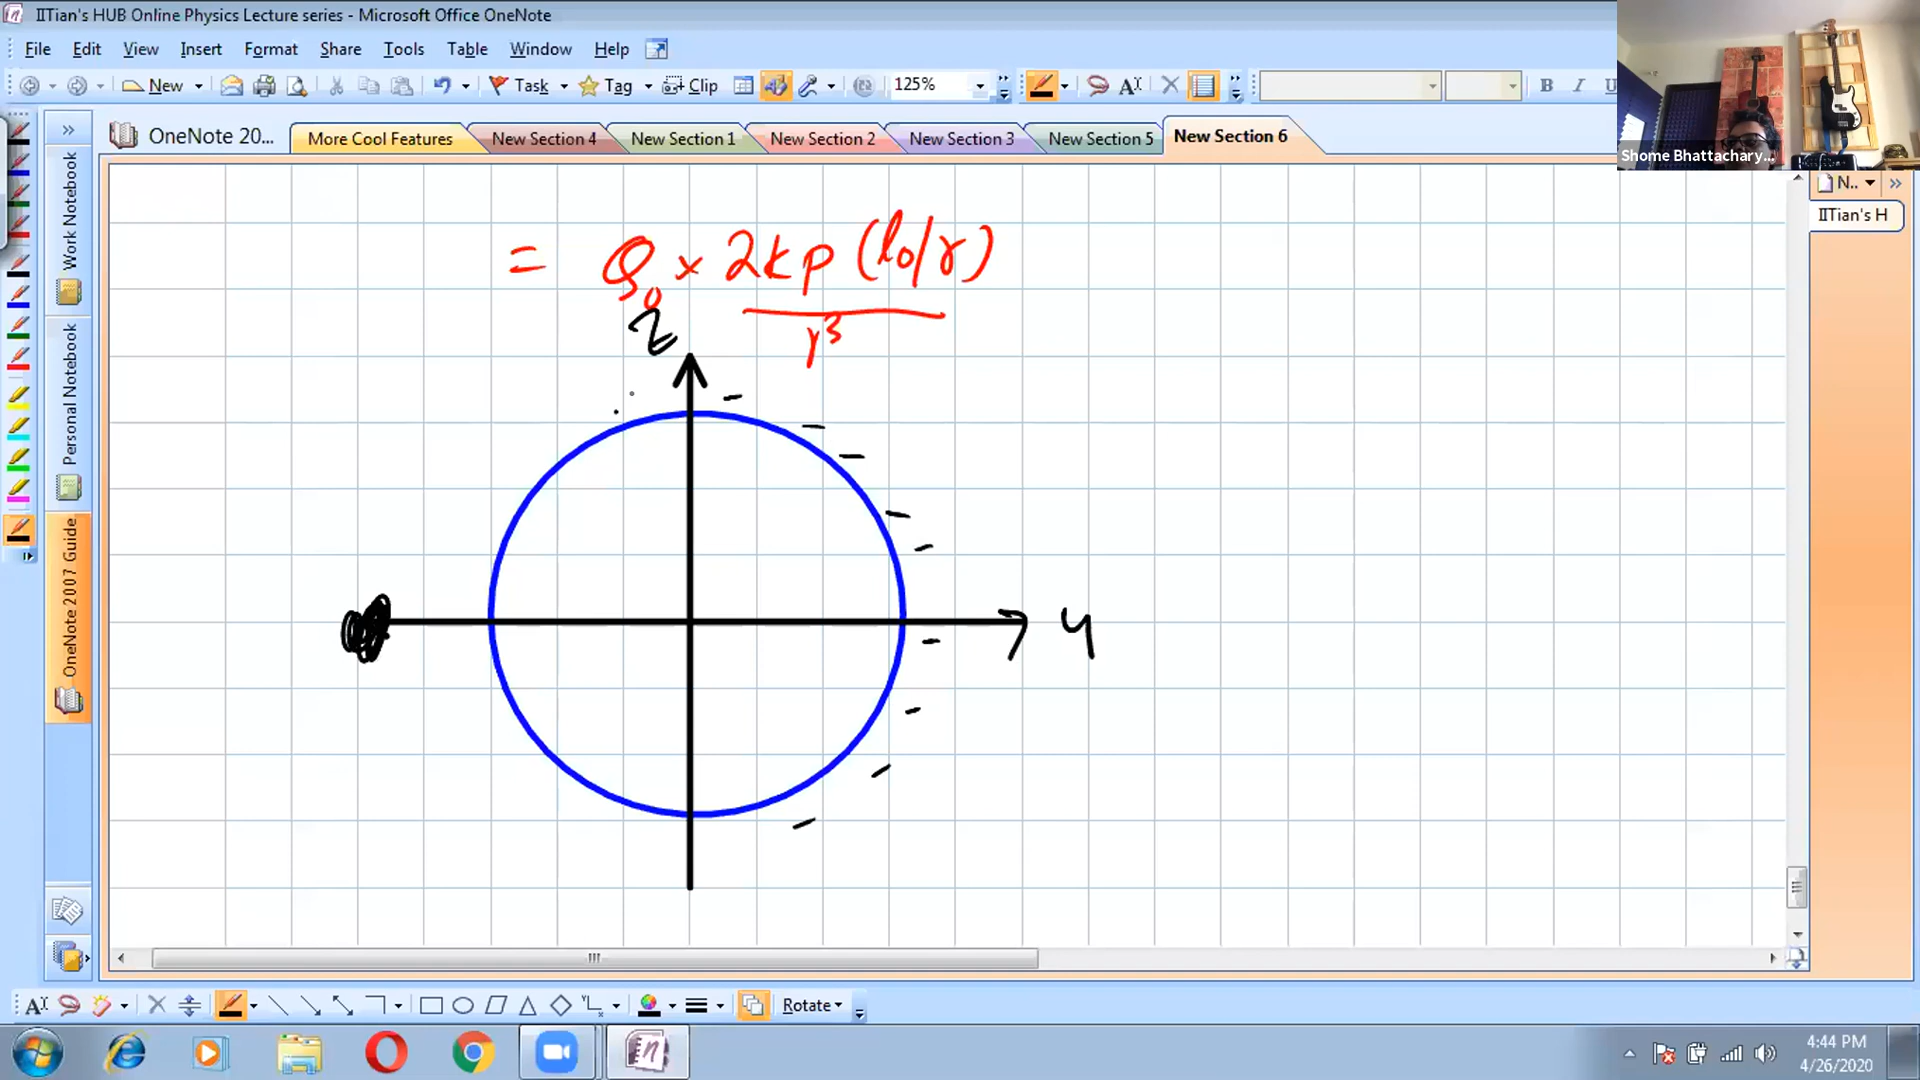 IITian's HUB Online Physics Lecture series - Microsoft Office OneNote
File Edit View Insert Format Share Tools Table Window Help
New Task Tag Clip 125% B I U
Shome Bhattachary...
OneNote 20... More Cool Features New Section 4 New Section 1 New Section 2 New Section 3 New Section 5 New Section 6
N..
IITian's H
Work Notebook
Personal Notebook
OneNote 2007 Guide
= Q₀ × 2kp (l₀/r)
r³
Z
y
A Rotate
4:44 PM
4/26/2020